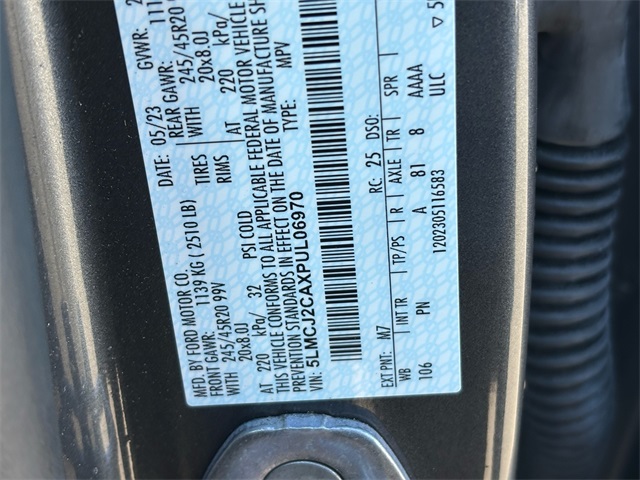 MFD. BY FORD MOTOR CO. 05/23 GVWR:
FRONT GAWR: 1139 KG ( 2510 LB) REAR GAWR: 111
WITH 245/45R20 99V TIRES WITH 245/45R20
20x8.0J RIMS 20x8.0J
AT 220 kPa/ 32 PSI COLD AT 220 kPa/
THIS VEHICLE CONFORMS TO ALL APPLICABLE FEDERAL MOTOR VEHICLE
PREVENTION STANDARDS IN EFFECT ON THE DATE OF MANUFACTURE SH
VIN: 5LMCJ2CAXPUL06970 TYPE: MPV
EXT PNT: M7 RC: 25 DSO:
WB INT TR TP/PS R AXLE TR SPR
106 PN A 81 8 AAAA
1202305116583 ULC
▽ 5